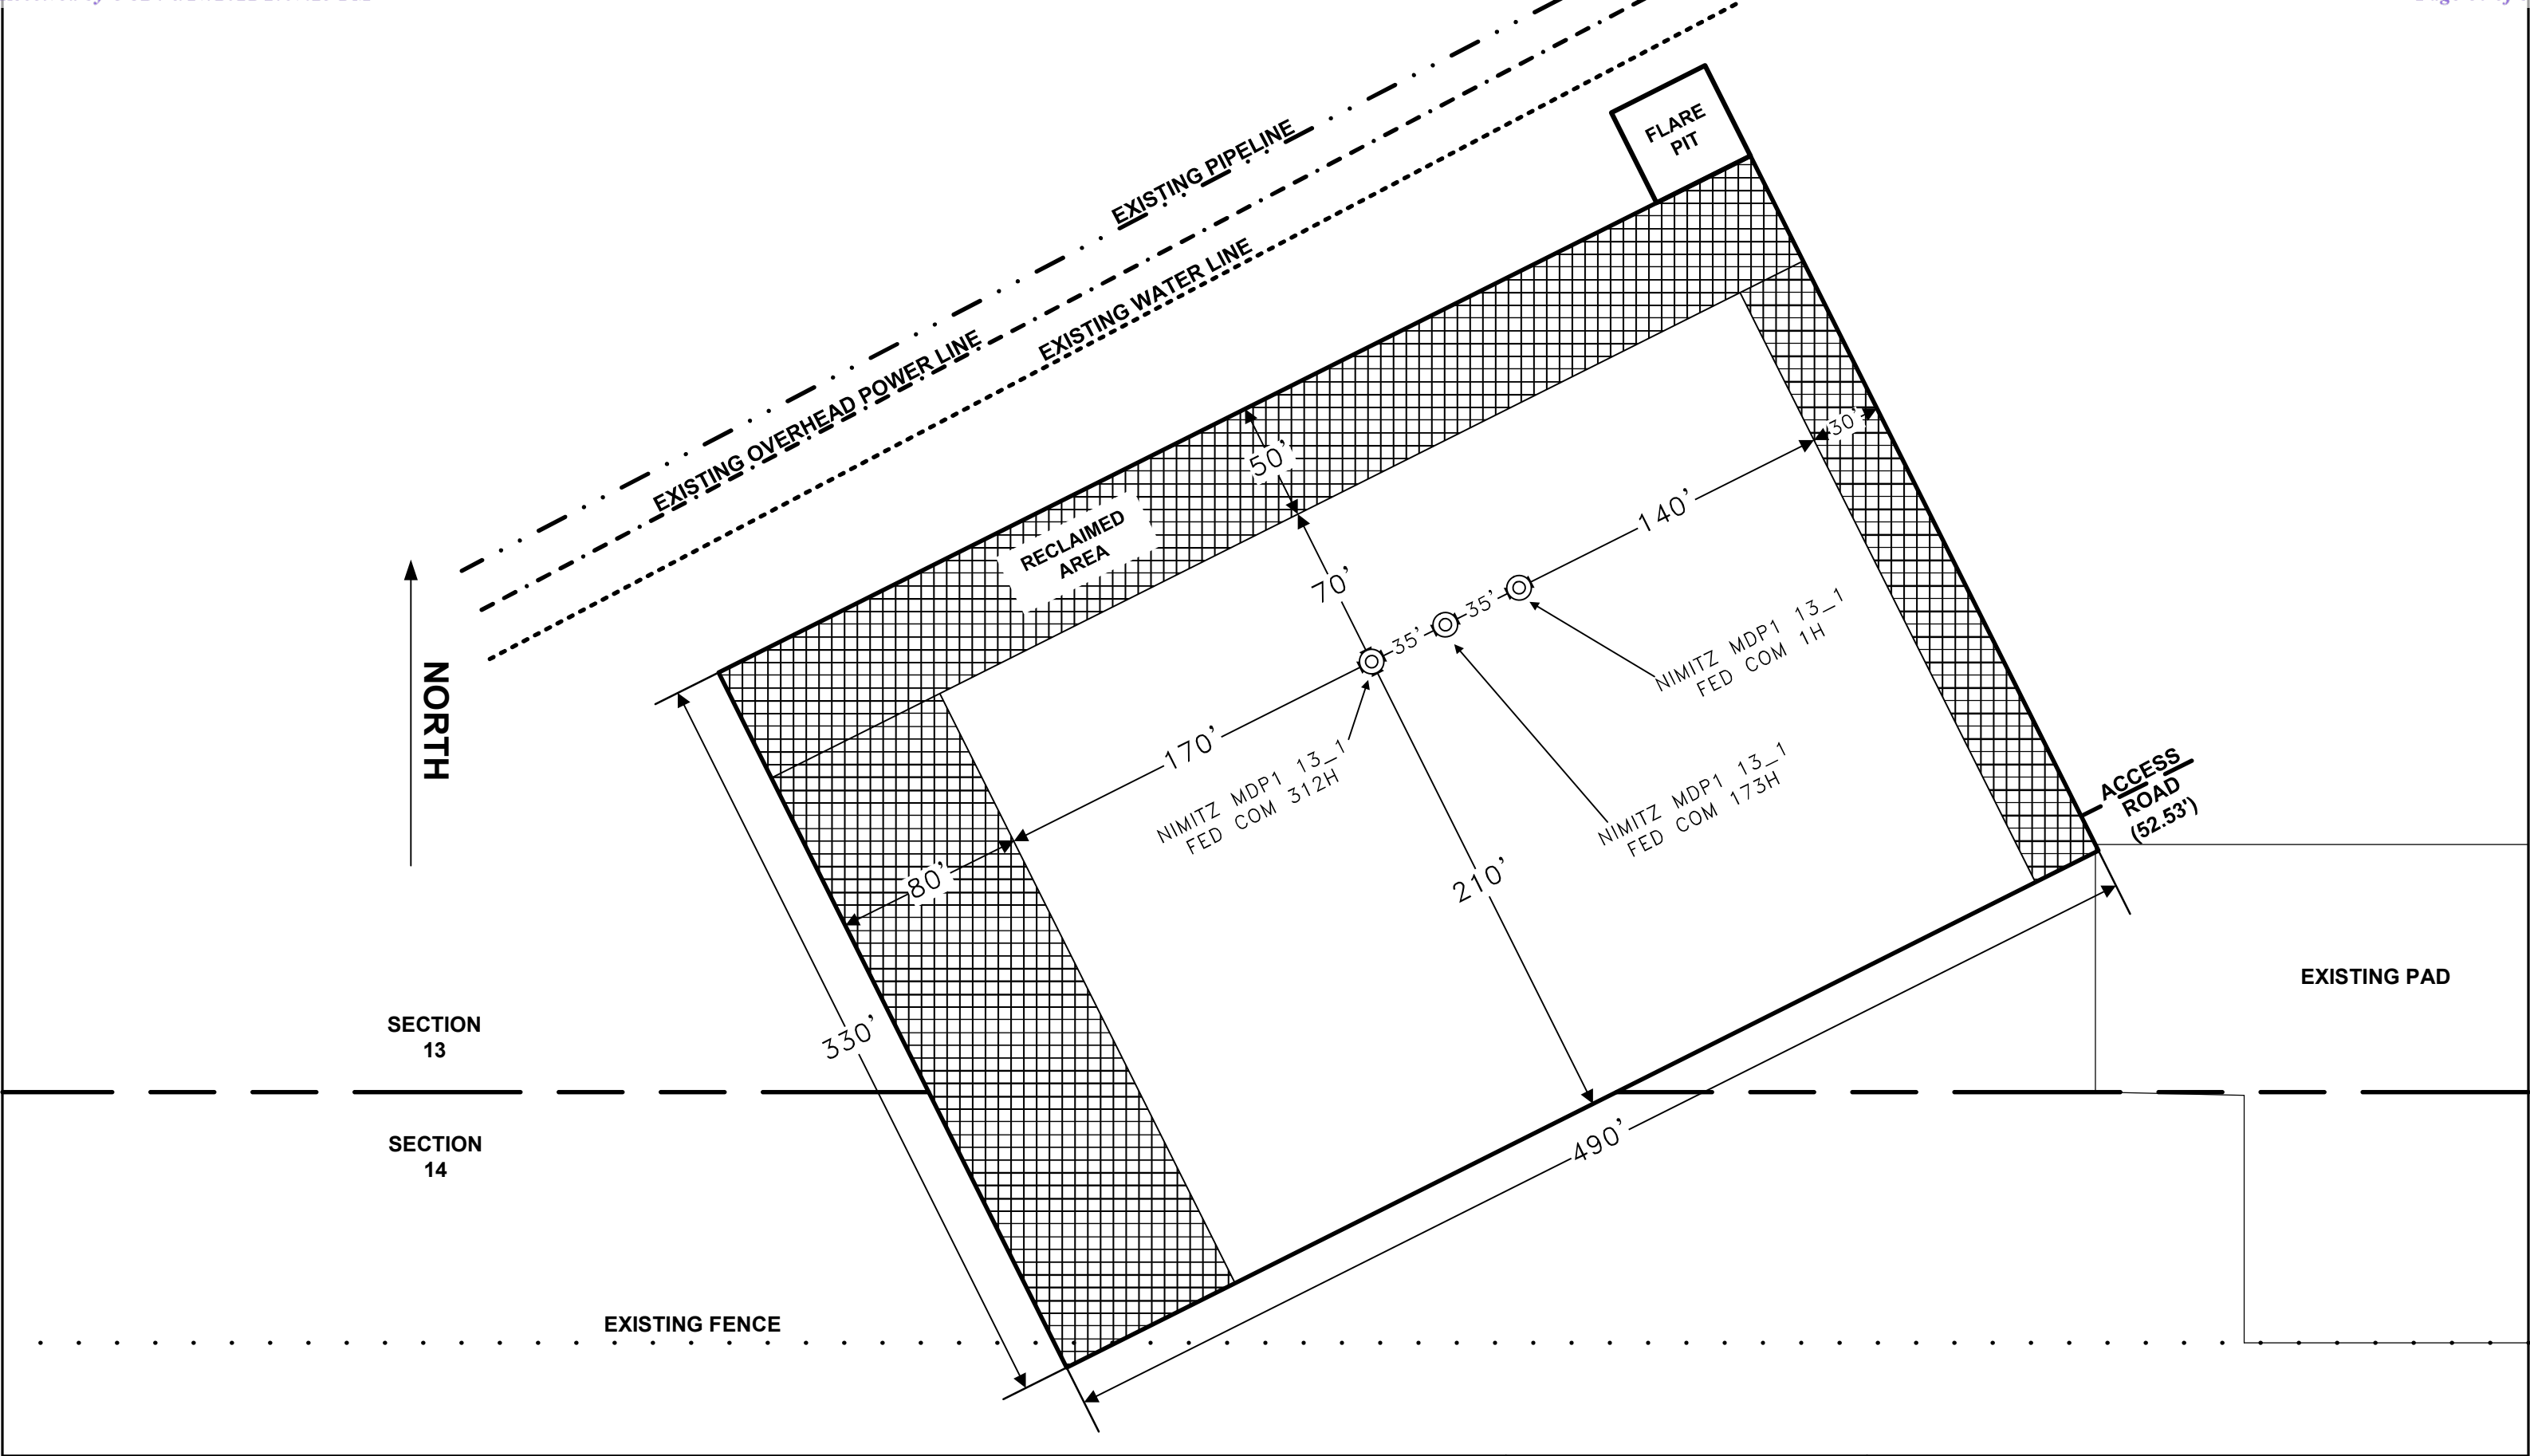 FLARE
PIT
EXISTING PIPELINE
EXISTING OVERHEAD POWER LINE
EXISTING WATER LINE
RECLAIMED
AREA
50'
30'
140'
70'
35'
35'
NIMITZ MDP1 13_1
FED COM 1H
NORTH
170'
NIMITZ MDP1 13_1
FED COM 312H
NIMITZ MDP1 13_1
FED COM 173H
ACCESS
ROAD
(52.53')
80'
210'
EXISTING PAD
330'
SECTION
13
490'
SECTION
14
EXISTING FENCE